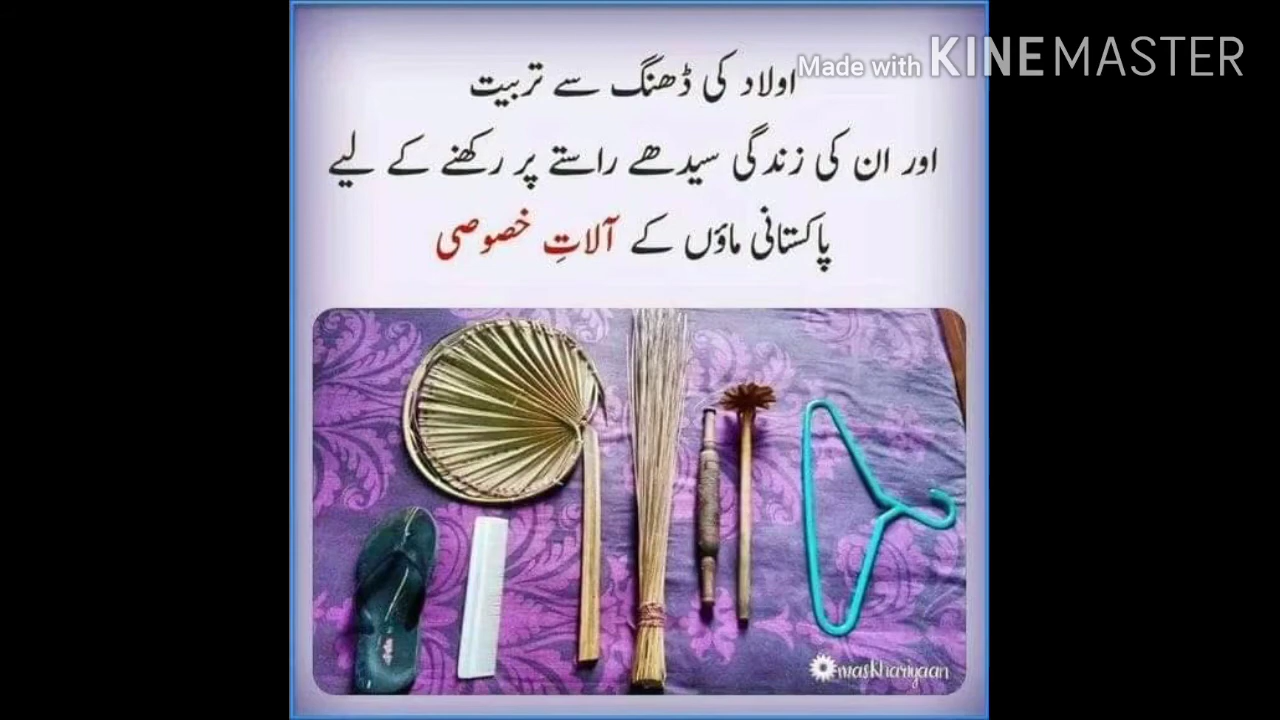 Made with KINEMASTER
اولاد کی ڈھنگ سے تربیت
اور ان کی زندگی سیدھے راستے پر رکھنے کے لیے
پاکستانی ماؤں کے آلاتِ خصوصی
maskhariyaan